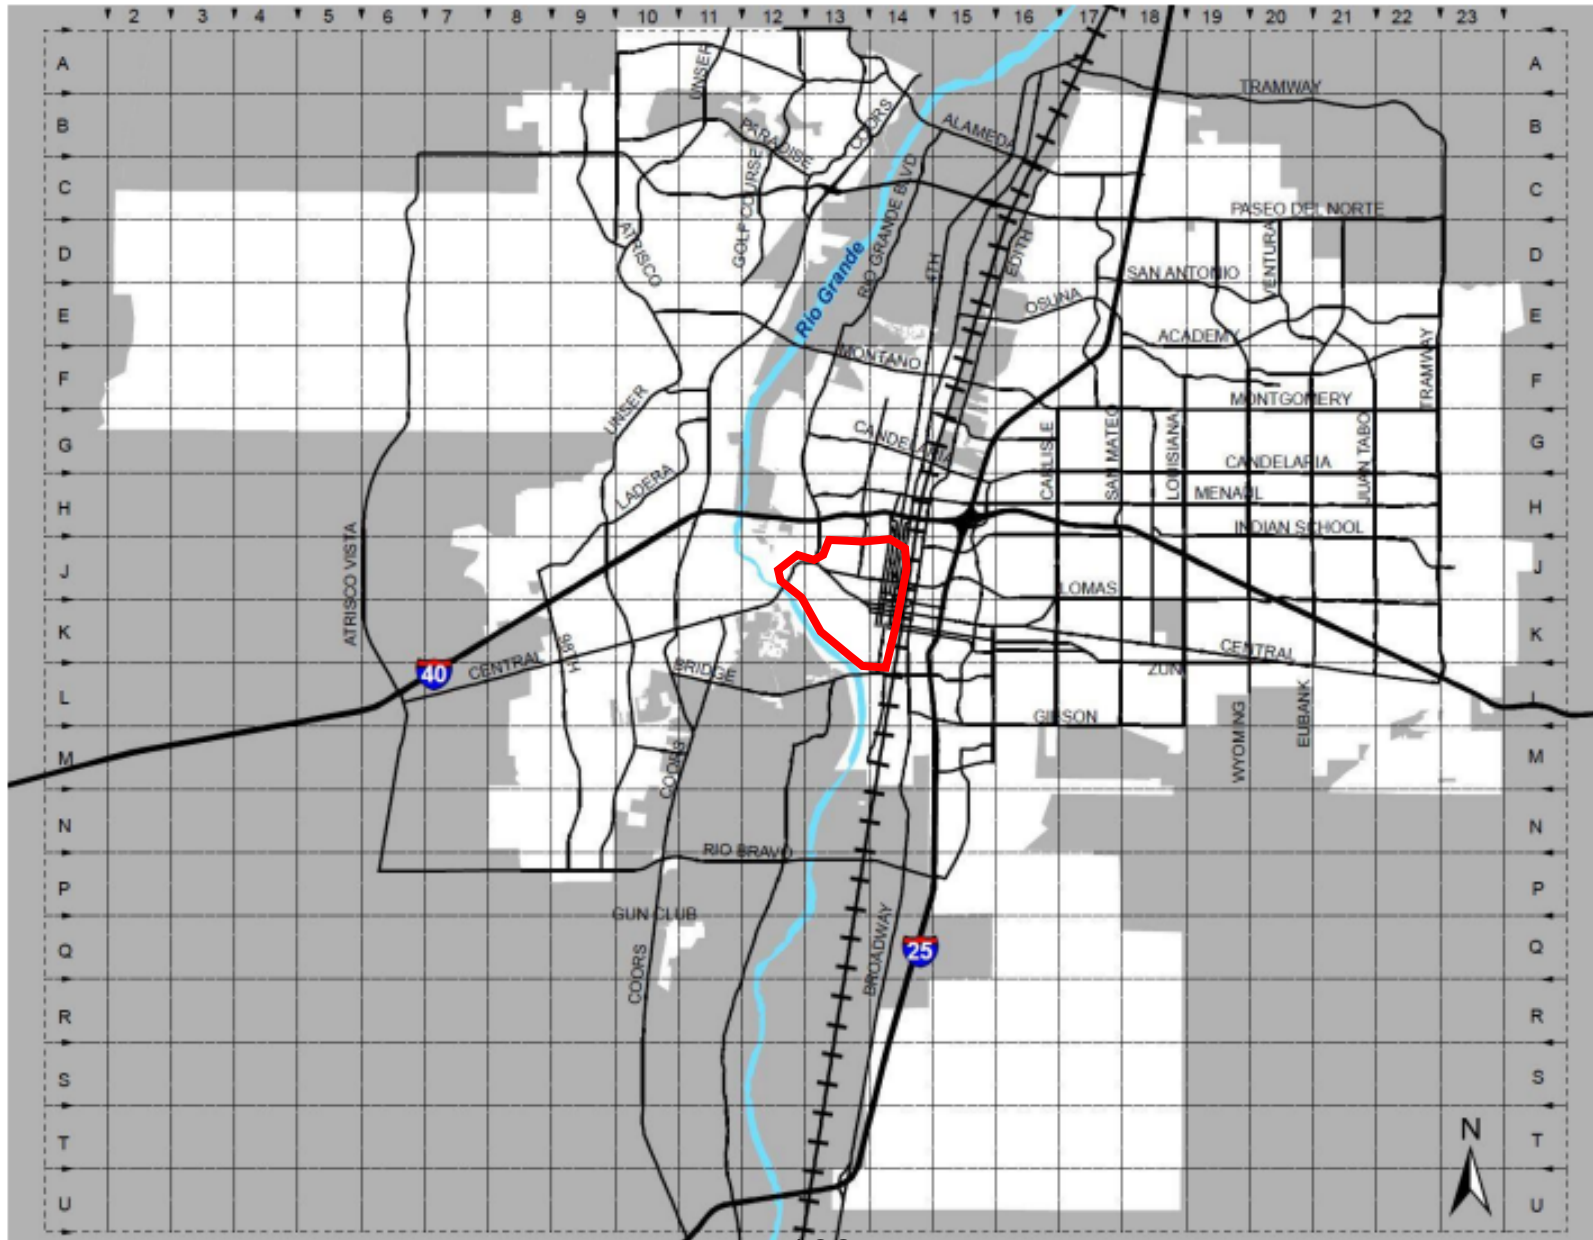 2 3 4 5 6 7 8 9 10 11 12 13 14 15 16 17 18 19 20 21 22 23
A UNSER TRAMWAY A
B PARADISE COORS ALAMEDA B
C GOLF COURSE RIO GRANDE BLVD PASEO DEL NORTE C
D ATRISCO Rio Grande 4TH EDITH SAN ANTONIO VENTURA D
E OSUNA ACADEMY E
F UNSER MONTANO MONTGOMERY TRAMWAY F
G CANDELARIA CARLISLE SAN MATEO LOUISIANA CANDELARIA JUAN TABO G
H LADERA MENAUL INDIAN SCHOOL H
J ATRISCO VISTA LOMAS J
K 98TH CENTRAL K
40 CENTRAL BRIDGE ZUNI
L GIBSON WYOMING EUBANK L
M COORS M
N RIO BRAVO N
P P
GUN CLUB
Q COORS BROADWAY 25 Q
R R
S S
T N T
U U